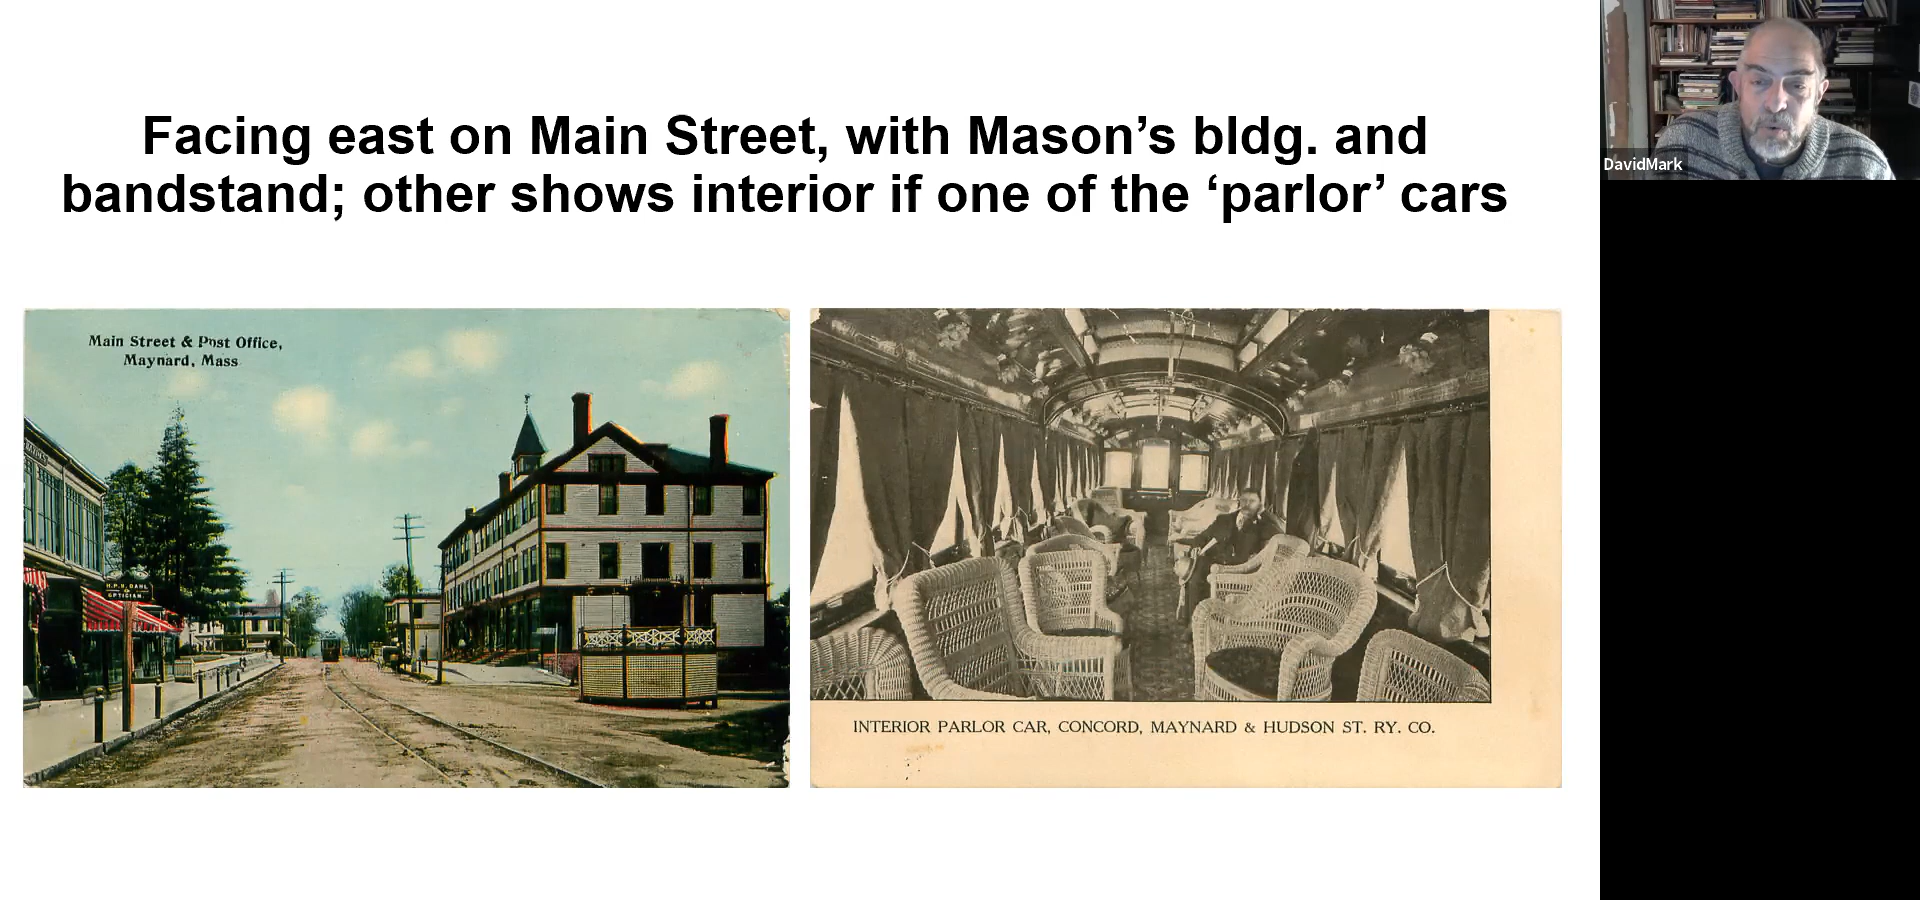 Facing east on Main Street, with Mason’s bldg. and
bandstand; other shows interior if one of the ‘parlor’ cars
DavidMark
Main Street & Post Office,
Maynard, Mass
H.P.B. DAHL
OPTICIAN
INTERIOR PARLOR CAR, CONCORD, MAYNARD & HUDSON ST. RY. CO.